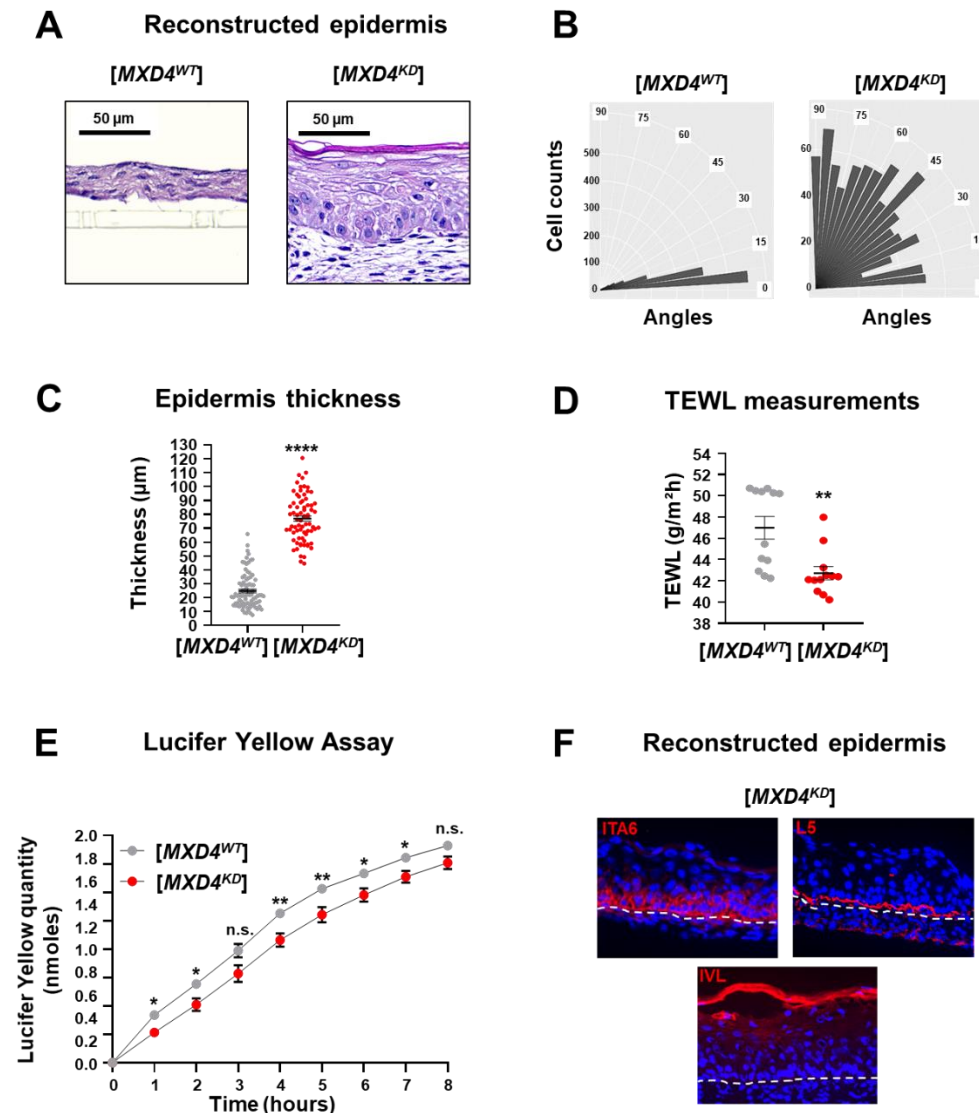 A
Reconstructed epidermis
[MXD4WT]
[MXD4KD]
50 µm
50 µm
B
[MXD4WT]
[MXD4KD]
Cell counts
90
75
60
45
30
15
0
500
400
300
200
100
0
Angles
90
75
60
45
30
1
0
60
40
20
0
Angles
C
Epidermis thickness
Thickness (µm)
130
120
110
100
90
80
70
60
50
40
30
20
10
0
****
[MXD4WT]
[MXD4KD]
D
TEWL measurements
TEWL (g/m²h)
54
52
50
48
46
44
42
40
38
**
[MXD4WT]
[MXD4KD]
E
Lucifer Yellow Assay
Lucifer Yellow quantity
(nmoles)
2.0
1.8
1.6
1.2
1.0
0.8
0.6
0.4
0.0
[MXD4WT]
[MXD4KD]
*
*
n.s.
**
**
*
*
n.s.
0 1 2 3 4 5 6 7 8
Time (hours)
F
Reconstructed epidermis
[MXD4KD]
ITA6
L5
IVL